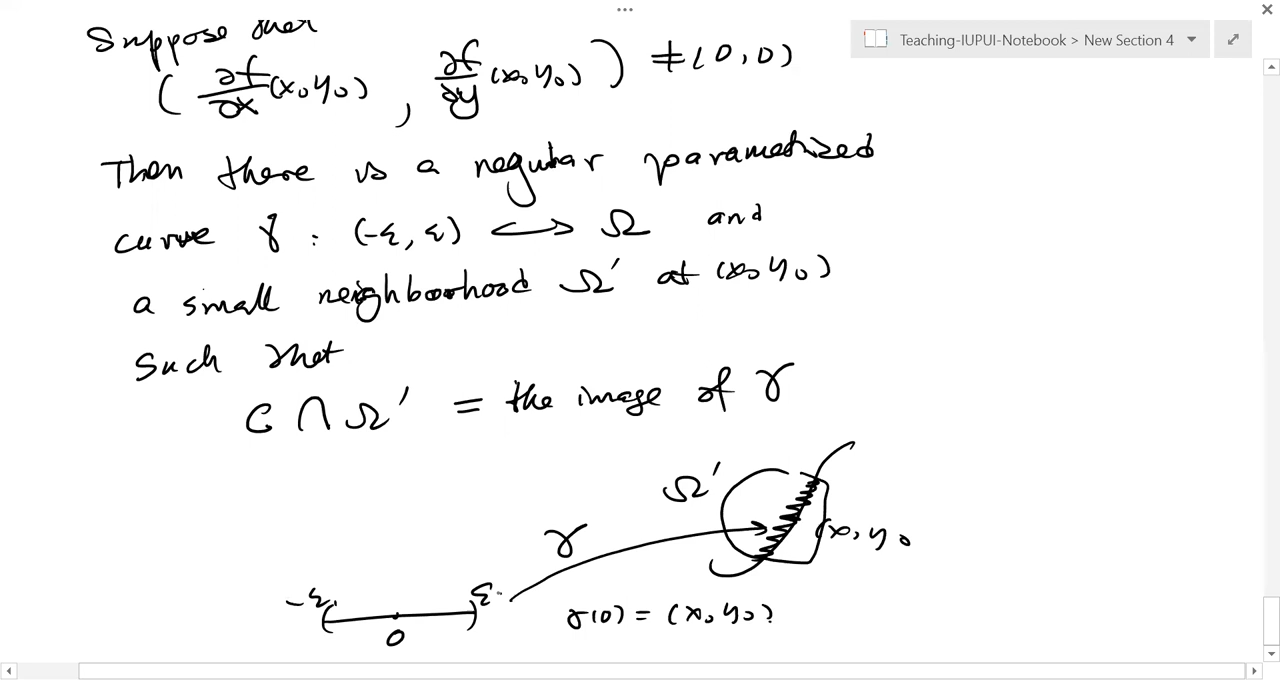 Teaching-IUPUI-Notebook > New Section 4
Suppose that
( ∂f/∂x (x₀, y₀) , ∂f/∂y (x₀, y₀) ) ≠ (0, 0)
Then there is a regular parametrized
curve γ : (-ε, ε) ⟷ Ω and
a small neighborhood Ω' at (x₀, y₀)
Such that
C ∩ Ω' = the image of γ
Ω'
γ
(x₀, y₀
-ε
ε
0
γ(0) = (x₀, y₀)